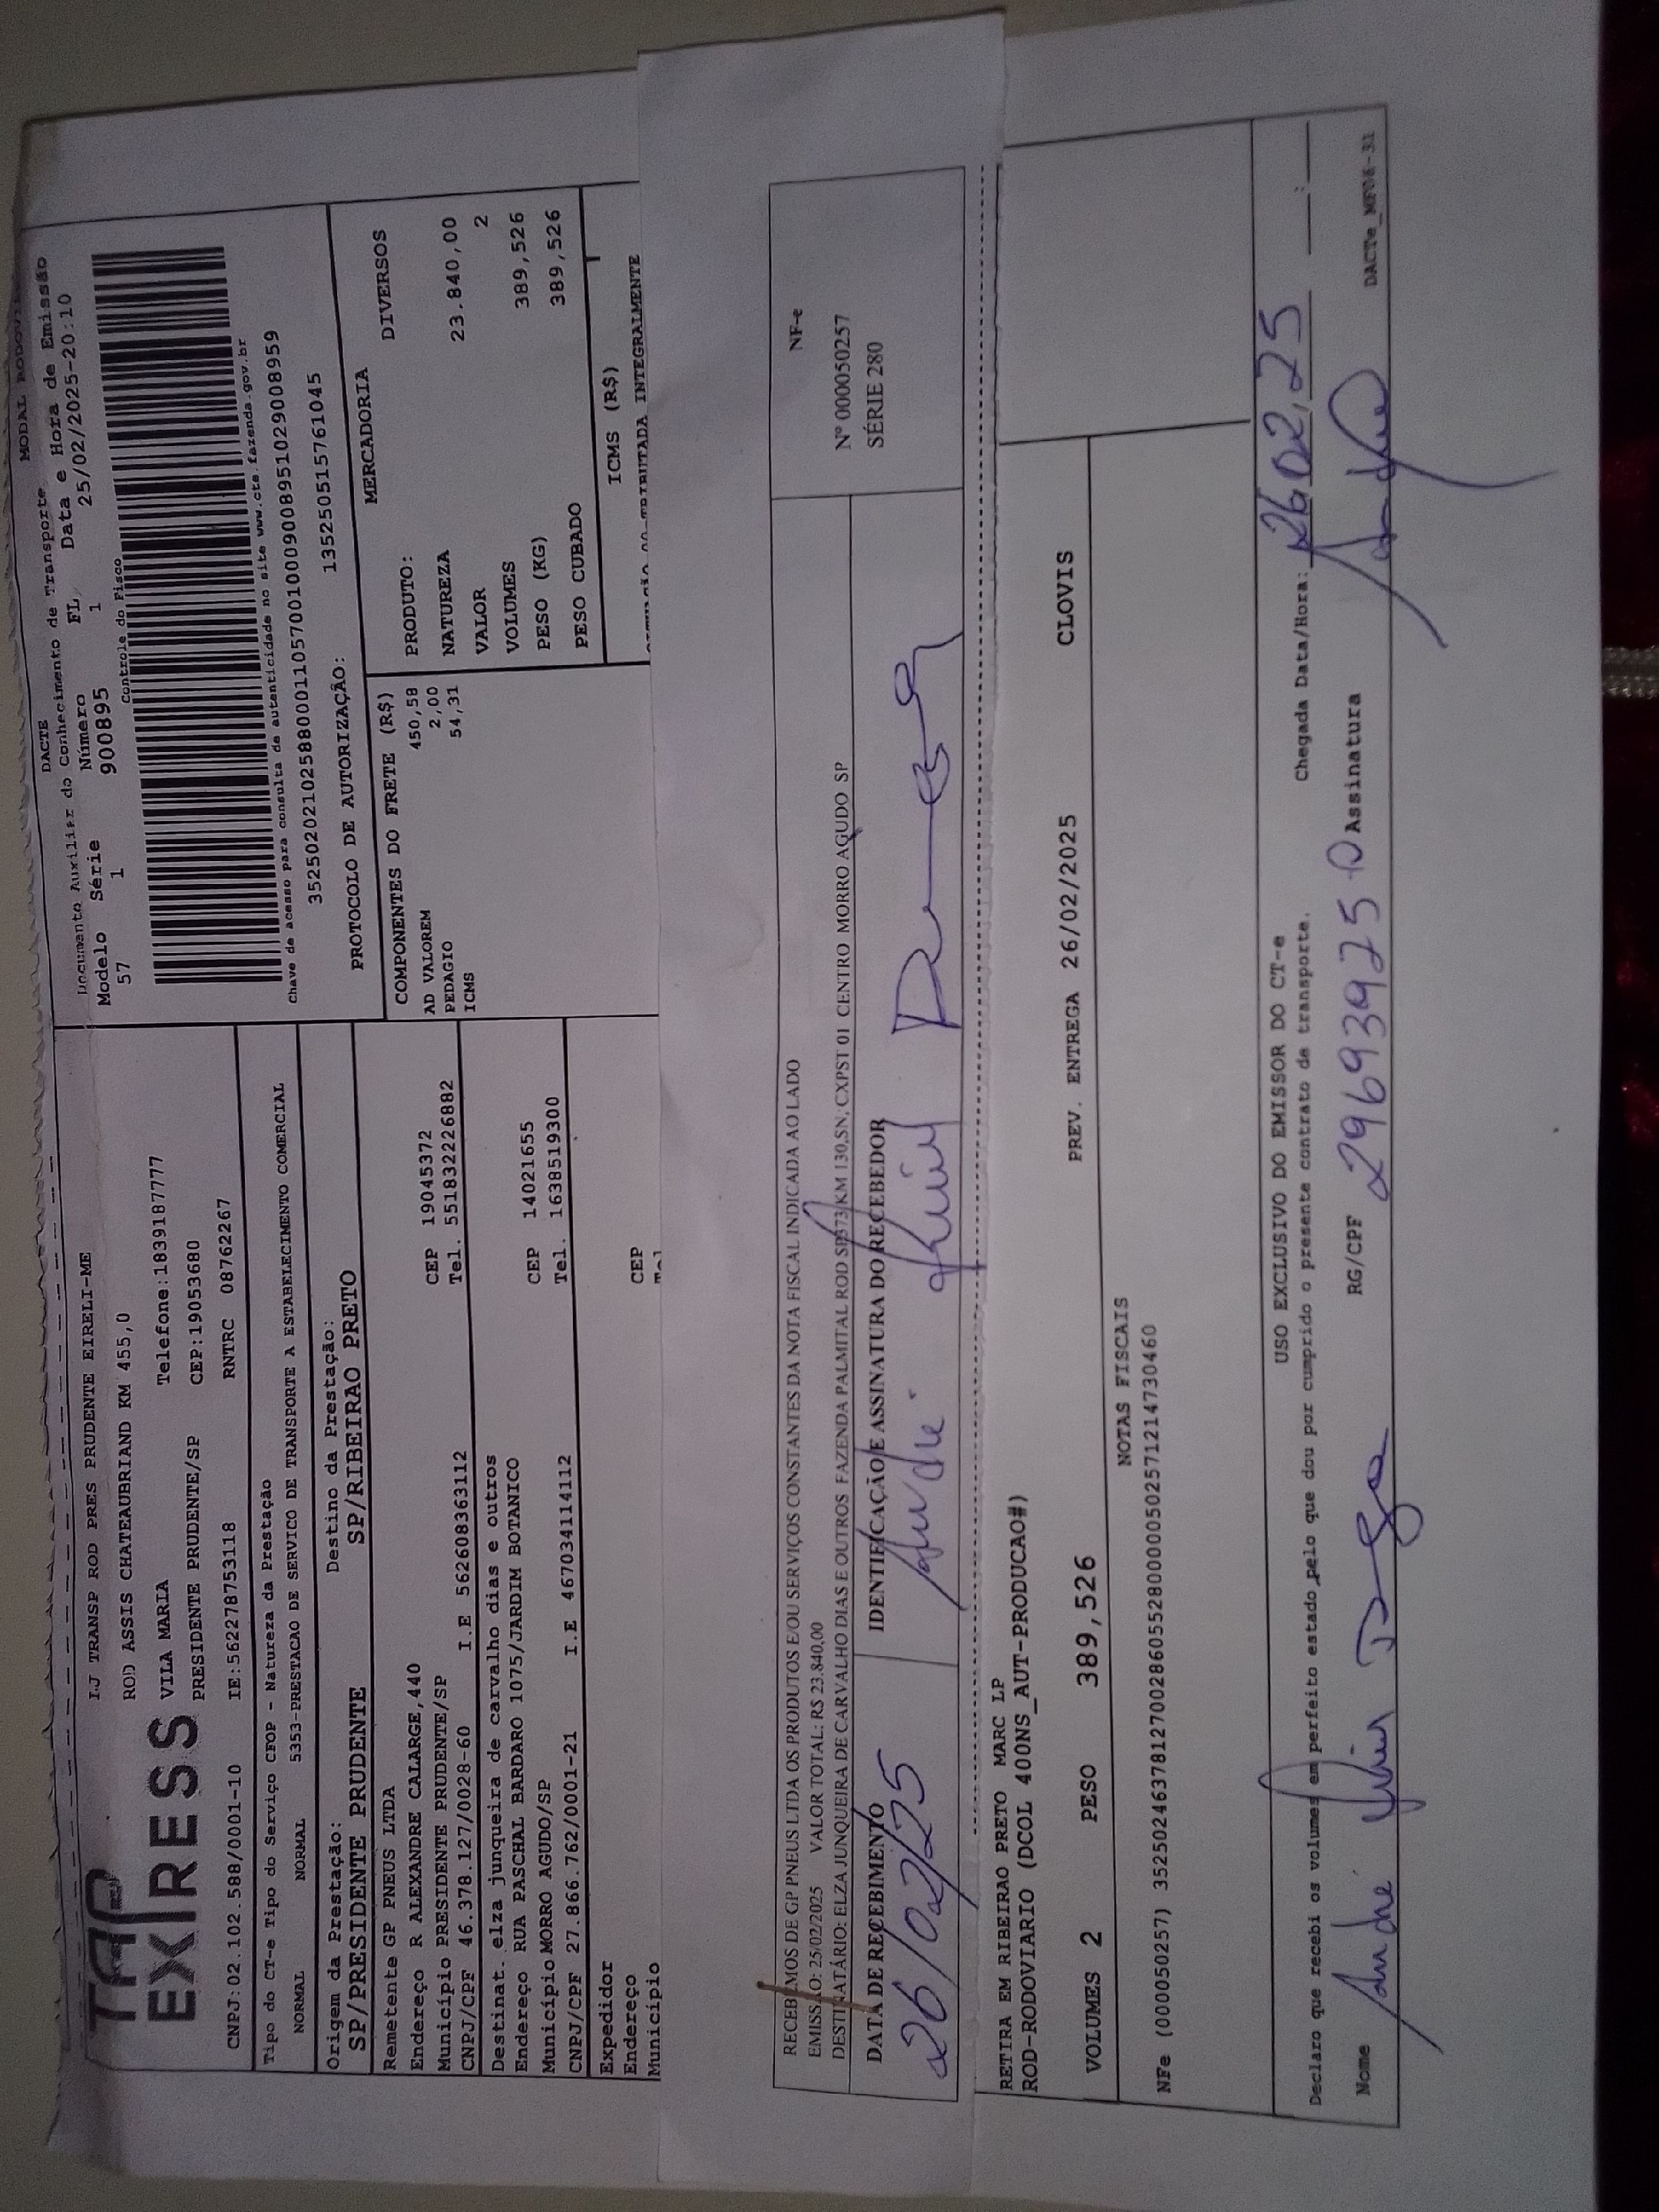 TAP
EXPRESS
I.J TRANSP ROD PRES PRUDENTE EIRELI-ME
ROD ASSIS CHATEAUBRIAND KM 455,0
VILA MARIA Telefone:1839187777
PRESIDENTE PRUDENTE/SP CEP:19053680
CNPJ:02.102.588/0001-10 IE:562278753118 RNTRC 08762267
MODAL RODOVI
DACTE
Documento Auxiliar do Conhecimento de Transporte
Modelo Série Número FL Data e Hora de Emissão
57 1 900895 1 25/02/2025-20:10
Controle do Fisco
Chave de acesso para consulta de autenticidade no site www.cte.fazenda.gov.br
35250202102588000110570010009008951029008959
PROTOCOLO DE AUTORIZAÇÃO: 135250515761045
Tipo do CT-e Tipo do Serviço CFOP - Natureza da Prestação
NORMAL NORMAL 5353-PRESTACAO DE SERVICO DE TRANSPORTE A ESTABELECIMENTO COMERCIAL
Origem da Prestação: Destino da Prestação:
SP/PRESIDENTE PRUDENTE SP/RIBEIRAO PRETO
Remetente GP PNEUS LTDA
Endereço R ALEXANDRE CALARGE,440 CEP 19045372
Município PRESIDENTE PRUDENTE/SP Tel. 5518322226882
CNPJ/CPF 46.378.127/0028-60 I.E 562608363112
Destinat. elza junqueira de carvalho dias e outros
Endereço RUA PASCHAL BARDARO 1075/JARDIM BOTANICO CEP 14021655
Município MORRO AGUDO/SP Tel. 1638519300
CNPJ/CPF 27.866.762/0001-21 I.E 467034114112
Expedidor
Endereço CEP
Município
COMPONENTES DO FRETE (R$)
AD VALOREM 450,58
PEDAGIO 2,00
ICMS 54,31
MERCADORIA
PRODUTO: DIVERSOS
NATUREZA
VALOR 23.840,00
VOLUMES 2
PESO (KG) 389,526
PESO CUBADO 389,526
ICMS (R$)
TRIBUTADA INTEGRALMENTE
RECEBEMOS DE GP PNEUS LTDA OS PRODUTOS E/OU SERVIÇOS CONSTANTES DA NOTA FISCAL INDICADA AO LADO
EMISSÃO: 25/02/2025 VALOR TOTAL: R$ 23.840,00
DESTINATÁRIO: ELZA JUNQUEIRA DE CARVALHO DIAS E OUTROS FAZENDA PALMITAL ROD SP373 KM 130,SN, CXPST 01 CENTRO MORRO AGUDO SP
NF-e
Nº 000050257
SÉRIE 280
DATA DE RECEBIMENTO IDENTIFICAÇÃO E ASSINATURA DO RECEBEDOR
26/02/25 André
RETIRA EM RIBEIRAO PRETO MARC LP
ROD-RODOVIARIO (DCOL 400NS_AUT-PRODUCAO#)
VOLUMES 2 PESO 389,526 PREV. ENTREGA 26/02/2025 CLOVIS
NOTAS FISCAIS
NFe (000050257) 35250246378127002860552800000502571214730460
USO EXCLUSIVO DO EMISSOR DO CT-e
Declaro que recebi os volumes em perfeito estado pelo que dou por cumprido o presente contrato de transporte. Chegada Data/Hora: 26,02,25 __:__
Nome André RG/CPF Assinatura
DACTe_MF06-31